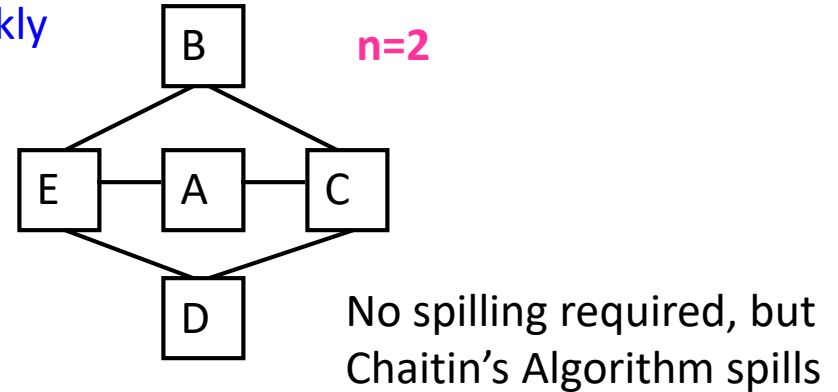 kly
B
n=2
E A C
D
No spilling required, but
Chaitin's Algorithm spills